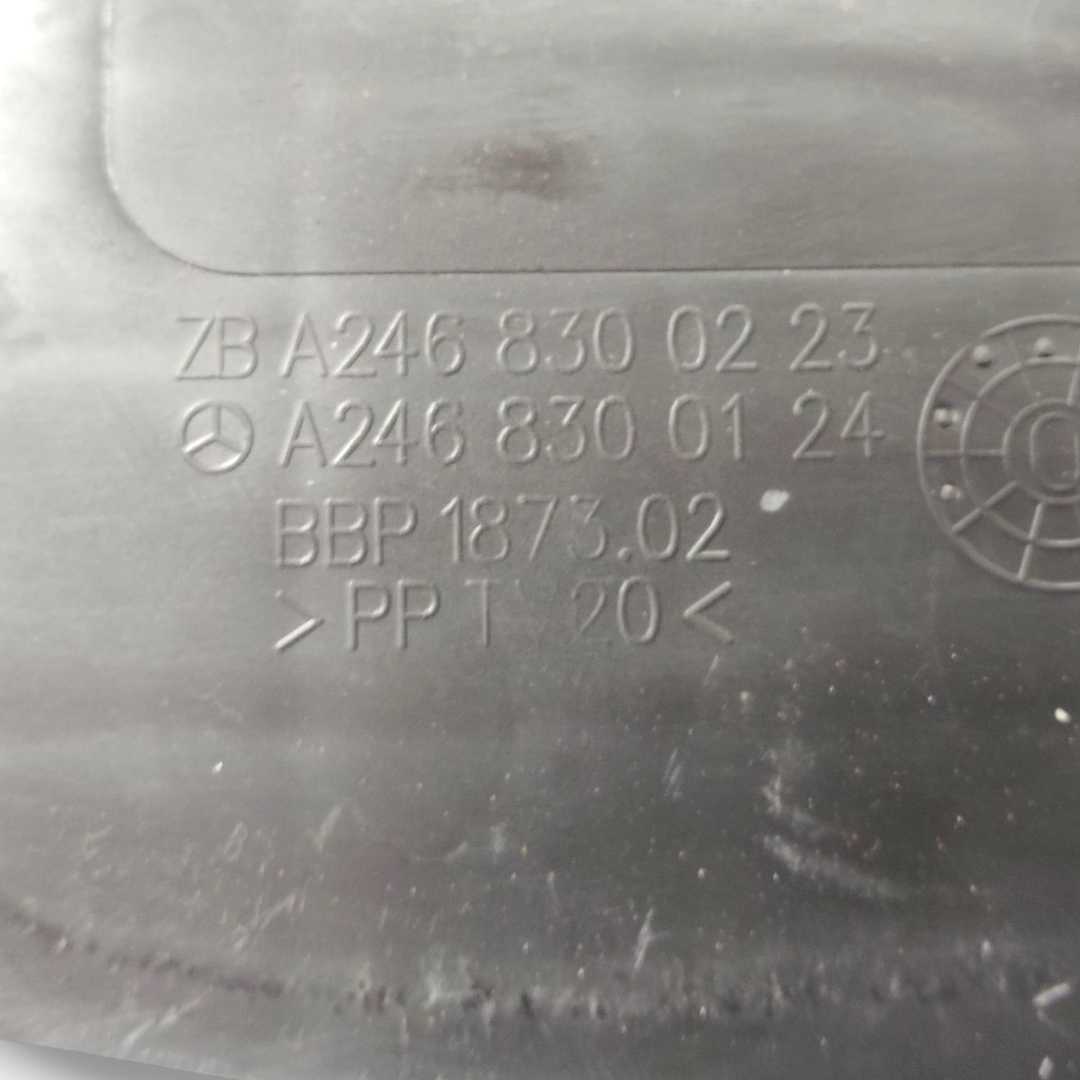 ZB A246 830 02 23
A246 830 01 24
BBP 1873.02
>PP T 20<